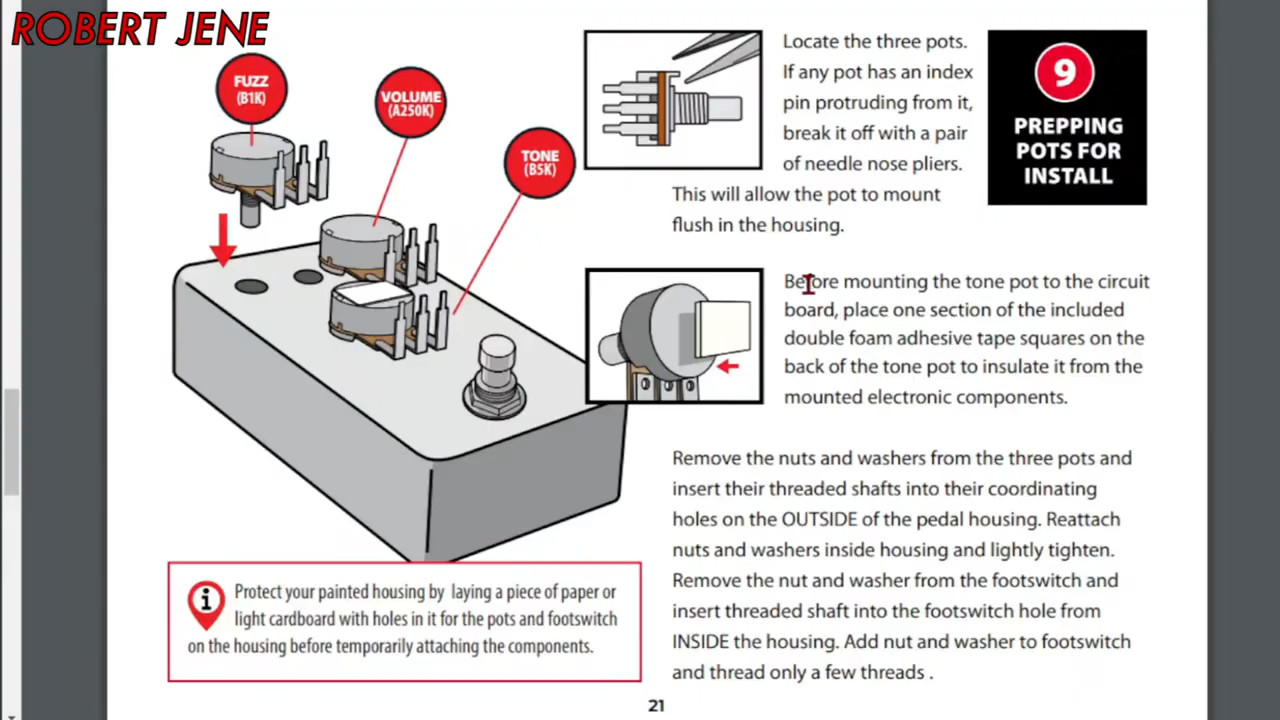 ROBERT JENE
FUZZ
(B1K)
VOLUME
(A250K)
TONE
(B5K)
Locate the three pots.
If any pot has an index
pin protruding from it,
break it off with a pair
of needle nose pliers.
This will allow the pot to mount
flush in the housing.
9
PREPPING
POTS FOR
INSTALL
Before mounting the tone pot to the circuit
board, place one section of the included
double foam adhesive tape squares on the
back of the tone pot to insulate it from the
mounted electronic components.
Remove the nuts and washers from the three pots and
insert their threaded shafts into their coordinating
holes on the OUTSIDE of the pedal housing. Reattach
nuts and washers inside housing and lightly tighten.
Remove the nut and washer from the footswitch and
insert threaded shaft into the footswitch hole from
INSIDE the housing. Add nut and washer to footswitch
and thread only a few threads .
i
Protect your painted housing by laying a piece of paper or
light cardboard with holes in it for the pots and footswitch
on the housing before temporarily attaching the components.
21